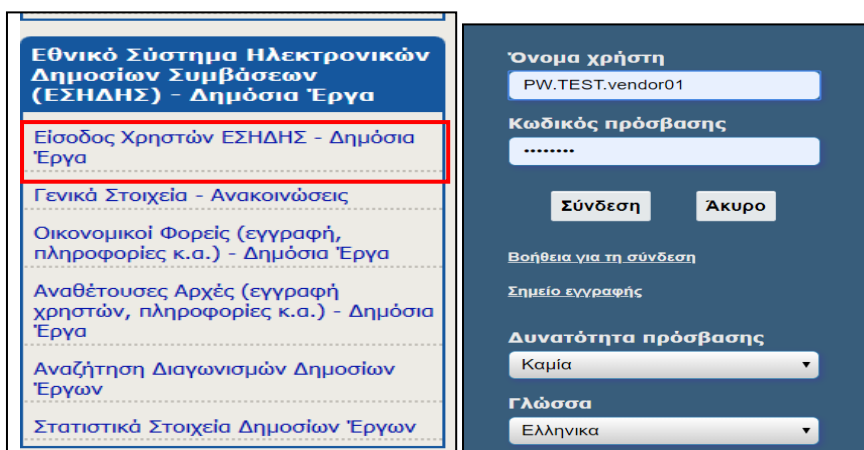 Εθνικό Σύστημα Ηλεκτρονικών
Δημοσίων Συμβάσεων
(ΕΣΗΔΗΣ) - Δημόσια Έργα
Είσοδος Χρηστών ΕΣΗΔΗΣ - Δημόσια
Έργα
Γενικά Στοιχεία - Ανακοινώσεις
Οικονομικοί Φορείς (εγγραφή,
πληροφορίες κ.α.) - Δημόσια Έργα
Αναθέτουσες Αρχές (εγγραφή
χρηστών, πληροφορίες κ.α.) - Δημόσια
Έργα
Αναζήτηση Διαγωνισμών Δημοσίων
Έργων
Στατιστικά Στοιχεία Δημοσίων Έργων
Όνομα χρήστη
PW.TEST.vendor01
Κωδικός πρόσβασης
••••••••
Σύνδεση Άκυρο
Βοήθεια για τη σύνδεση
Σημείο εγγραφής
Δυνατότητα πρόσβασης
Καμία
Γλώσσα
Ελληνικα